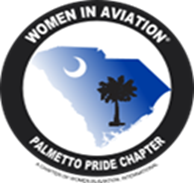 WOMEN IN AVIATION®
PALMETTO PRIDE CHAPTER
A CHAPTER OF WOMEN IN AVIATION, INTERNATIONAL